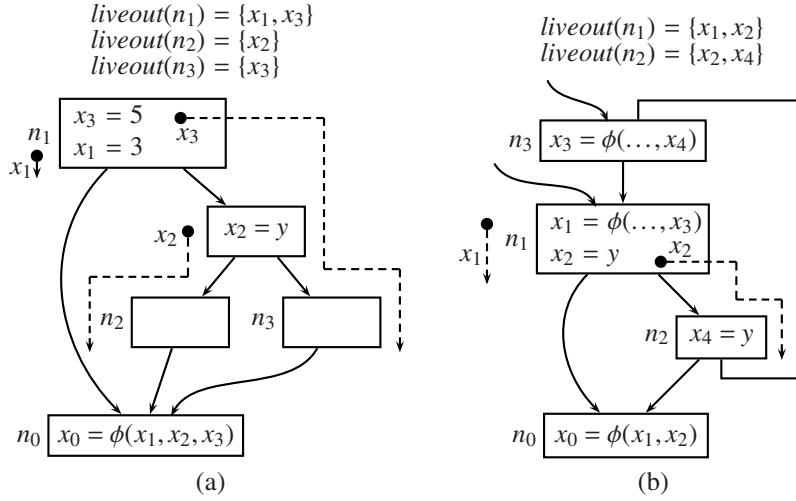 liveout(n₁) = {x₁, x₃}
liveout(n₂) = {x₂}
liveout(n₃) = {x₃}
n₁
x₃ = 5
x₁ = 3
x₃
x₁
x₂
x₂ = y
n₂
n₃
n₀
x₀ = ϕ(x₁, x₂, x₃)
(a)
liveout(n₁) = {x₁, x₂}
liveout(n₂) = {x₂, x₄}
n₃
x₃ = ϕ(…, x₄)
x₁
n₁
x₁ = ϕ(…, x₃)
x₂ = y
x₂
n₂
x₄ = y
n₀
x₀ = ϕ(x₁, x₂)
(b)